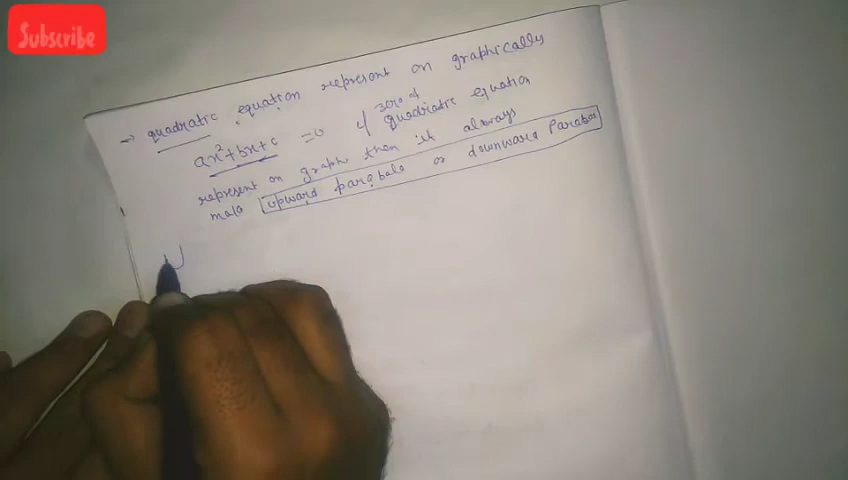 Subscribe
→ quadratic equation represent on graphically
ax²+bx+c =0 zero of quadratic equation
represent on graph then it always
make upward parabola or downward Parabola